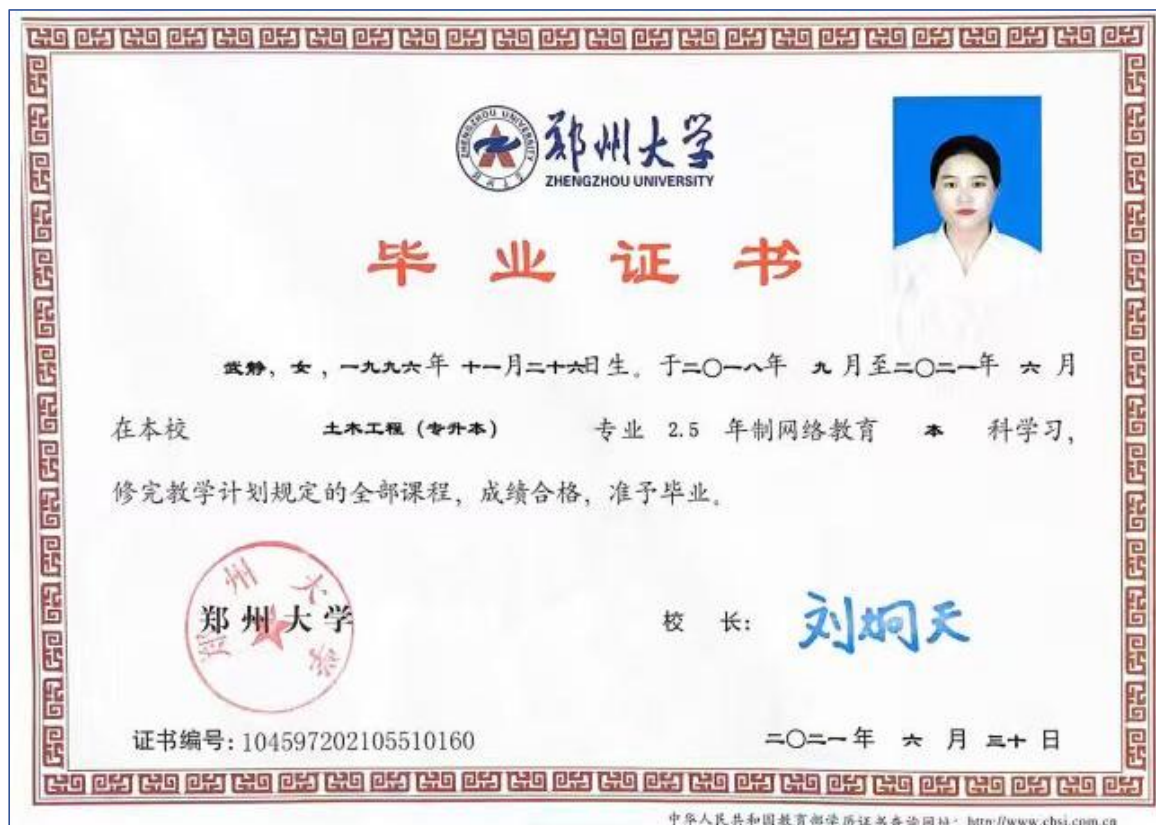 郑州大学
ZHENGZHOU UNIVERSITY
毕 业 证 书
武静，女，一九九六年 十一月二十六日生。于二〇一八年 九 月至二〇二一年 六 月
在本校 土木工程（专升本） 专业 2.5 年制网络教育 本 科学习，
修完教学计划规定的全部课程，成绩合格，准予毕业。
郑州大学
校 长：刘炯天
证书编号：104597202105510160
二〇二一年 六 月 三十 日
中华人民共和国教育部学历证书查询网址：http://www.chsi.com.cn